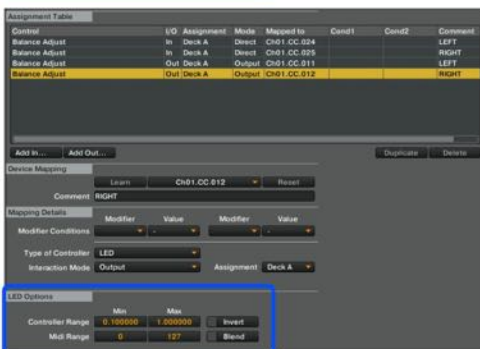 Assignment Table
Control I/O Assignment Mode Mapped to Cond1 Cond2 Comment
Balance Adjust In Deck A Direct Ch01.CC.024 LEFT
Balance Adjust In Deck A Direct Ch01.CC.025 RIGHT
Balance Adjust Out Deck A Output Ch01.CC.011 LEFT
Balance Adjust Out Deck A Output Ch01.CC.012 RIGHT
Add In... Add Out... Duplicate Delete
Device Mapping
Learn Ch01.CC.012 Reset
Comment RIGHT
Mapping Details
Modifier Value Modifier Value
Modifier Conditions - -
Type of Controller LED
Interaction Mode Output Assignment Deck A
LED Options
Min Max
Controller Range 0.100000 1.000000 Invert
Midi Range 0 127 Blend